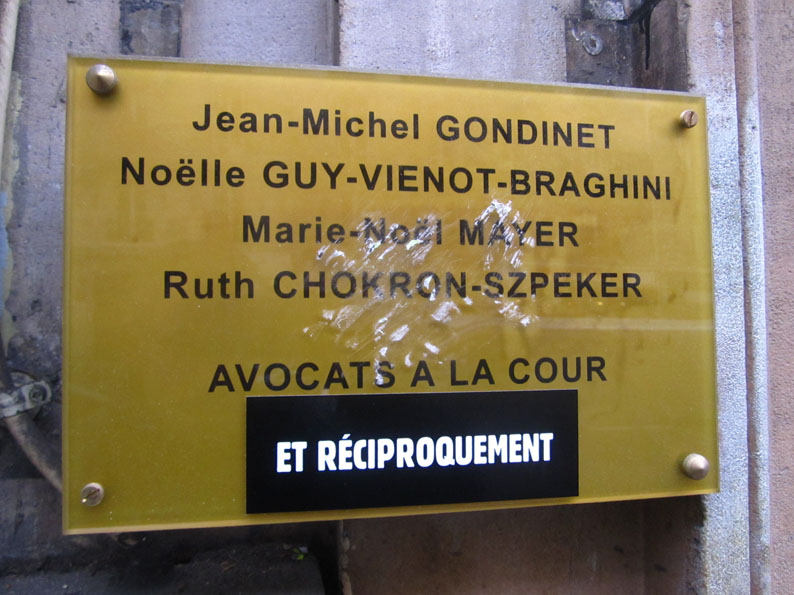 Jean-Michel GONDINET
Noëlle GUY-VIENOT-BRAGHINI
Marie-Noël MAYER
Ruth CHOKRON-SZPEKER
AVOCATS A LA COUR
ET RÉCIPROQUEMENT